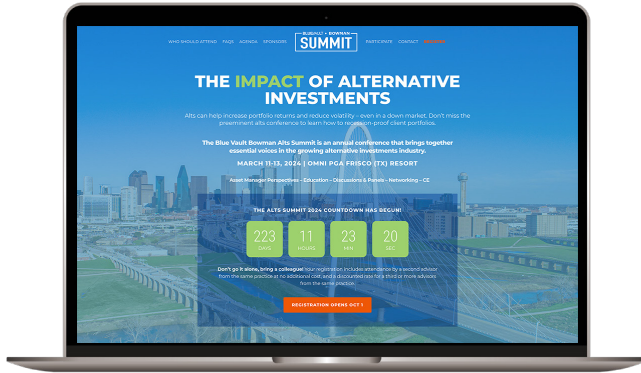 BLUEVAULT + BOWMAN
WHO SHOULD ATTEND FAQS AGENDA SPONSORS SUMMIT PARTICIPATE CONTACT
THE IMPACT OF ALTERNATIVE
INVESTMENTS
Alts can help increase portfolio returns and reduce volatility – even in a down market. Don't miss the
preeminent alts conference to learn how to recession-proof client portfolios.
The Blue Vault Bowman Alts Summit is an annual conference that brings together
essential voices in the growing alternative investments industry.
MARCH 11-13, 2024 | OMNI PGA FRISCO (TX) RESORT
Asset Manager Perspectives – Education – Discussions & Panels – Networking – CE
THE ALTS SUMMIT 2024 COUNTDOWN HAS BEGUN!
223 11 23 20
DAYS HOURS MIN SEC
Don't go it alone, bring a colleague! Your registration includes attendance by a second advisor
from the same practice at no additional cost, and a discounted rate for a third or more advisors
from the same practice.
REGISTRATION OPENS OCT 1